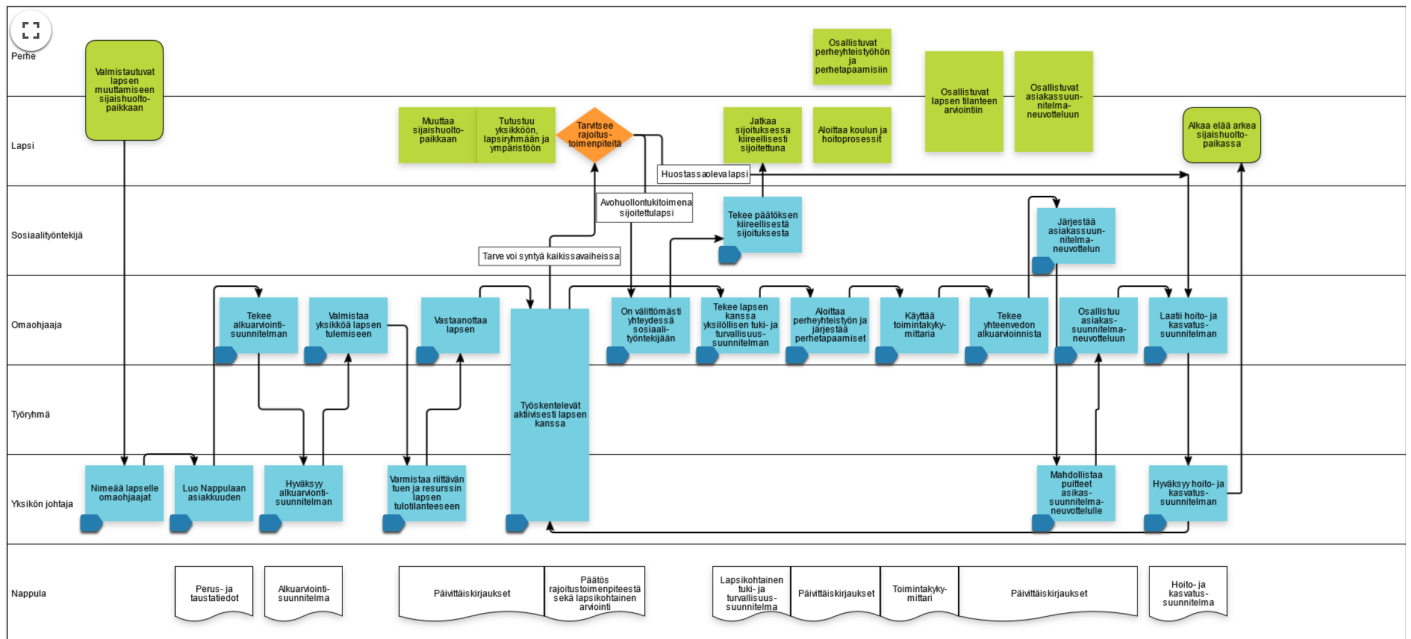 Perhe
Valmistautuvat
lapsen
muuttamiseen
sijaishuolto-
paikkaan
Osallistuvat
perheyhteistyöhön
ja
perhetapaamisiin
Osallistuvat
lapsen tilanteen
arviointiin
Osallistuvat
asiakassuun-
nitelma-
neuvotteluun
Lapsi
Muuttaa
sijaishuolto-
paikkaan
Tutustuu
yksikköön,
lapsiryhmään ja
ympäristöön
Tarvitsee
rajoitus-
toimenpiteitä
Jatkaa
sijoituksessa
kiireellisesti
sijoitettuna
Aloittaa koulun ja
hoitoprosessit
Alkaa elää arkea
sijaishuolto-
paikassa
Huostassaoleva lapsi
Sosiaalityöntekijä
Avohuollontukitoimena
sijoitettulapsi
Tekee päätöksen
kiireellisestä
sijoituksesta
Järjestää
asiakassuun-
nitelma-
neuvottelun
Tarve voi syntyä kaikissavaiheissa
Omaohjaaja
Tekee
alkuarviointi-
suunnitelman
Valmistaa
yksikköä lapsen
tulemiseen
Vastaanottaa
lapsen
On välittömästi
yhteydessä
sosiaali-
työntekijään
Tekee lapsen
kanssa
yksilöllisen tuki- ja
turvallisuus-
suunnitelman
Aloittaa
perheyhteistyön ja
järjestää
perhetapaamiset
Käyttää
toimintakyky-
mittaria
Tekee
yhteenvedon
alkuarvioinnista
Osallistuu
asiakas-
suunnitelma-
neuvotteluun
Laatii hoito- ja
kasvatus-
suunnitelman
Työryhmä
Työskentelevät
aktiivisesti lapsen
kanssa
Yksikön johtaja
Nimeää lapselle
omaohjaajat
Luo Nappulaan
asiakkuuden
Hyväksyy
alkuarvionti-
suunnitelman
Varmistaa riittävän
tuen ja resurssin
lapsen
tulotilanteeseen
Mahdollistaa
puitteet
asikas-
suunnitelma-
neuvottelulle
Hyväksyy hoito- ja
kasvatus-
suunnitelman
Nappula
Perus- ja
taustatiedot
Alkuarviointi-
suunnitelma
Päivittäiskirjaukset
Päätös
rajoitustoimenpiteestä
sekä lapsikohtainen
arviointi
Lapsikohtainen
tuki- ja
turvallisuus-
suunnitelma
Päivittäiskirjaukset
Toimintakyky-
mittari
Päivittäiskirjaukset
Hoito- ja
kasvatus-
suunnitelma